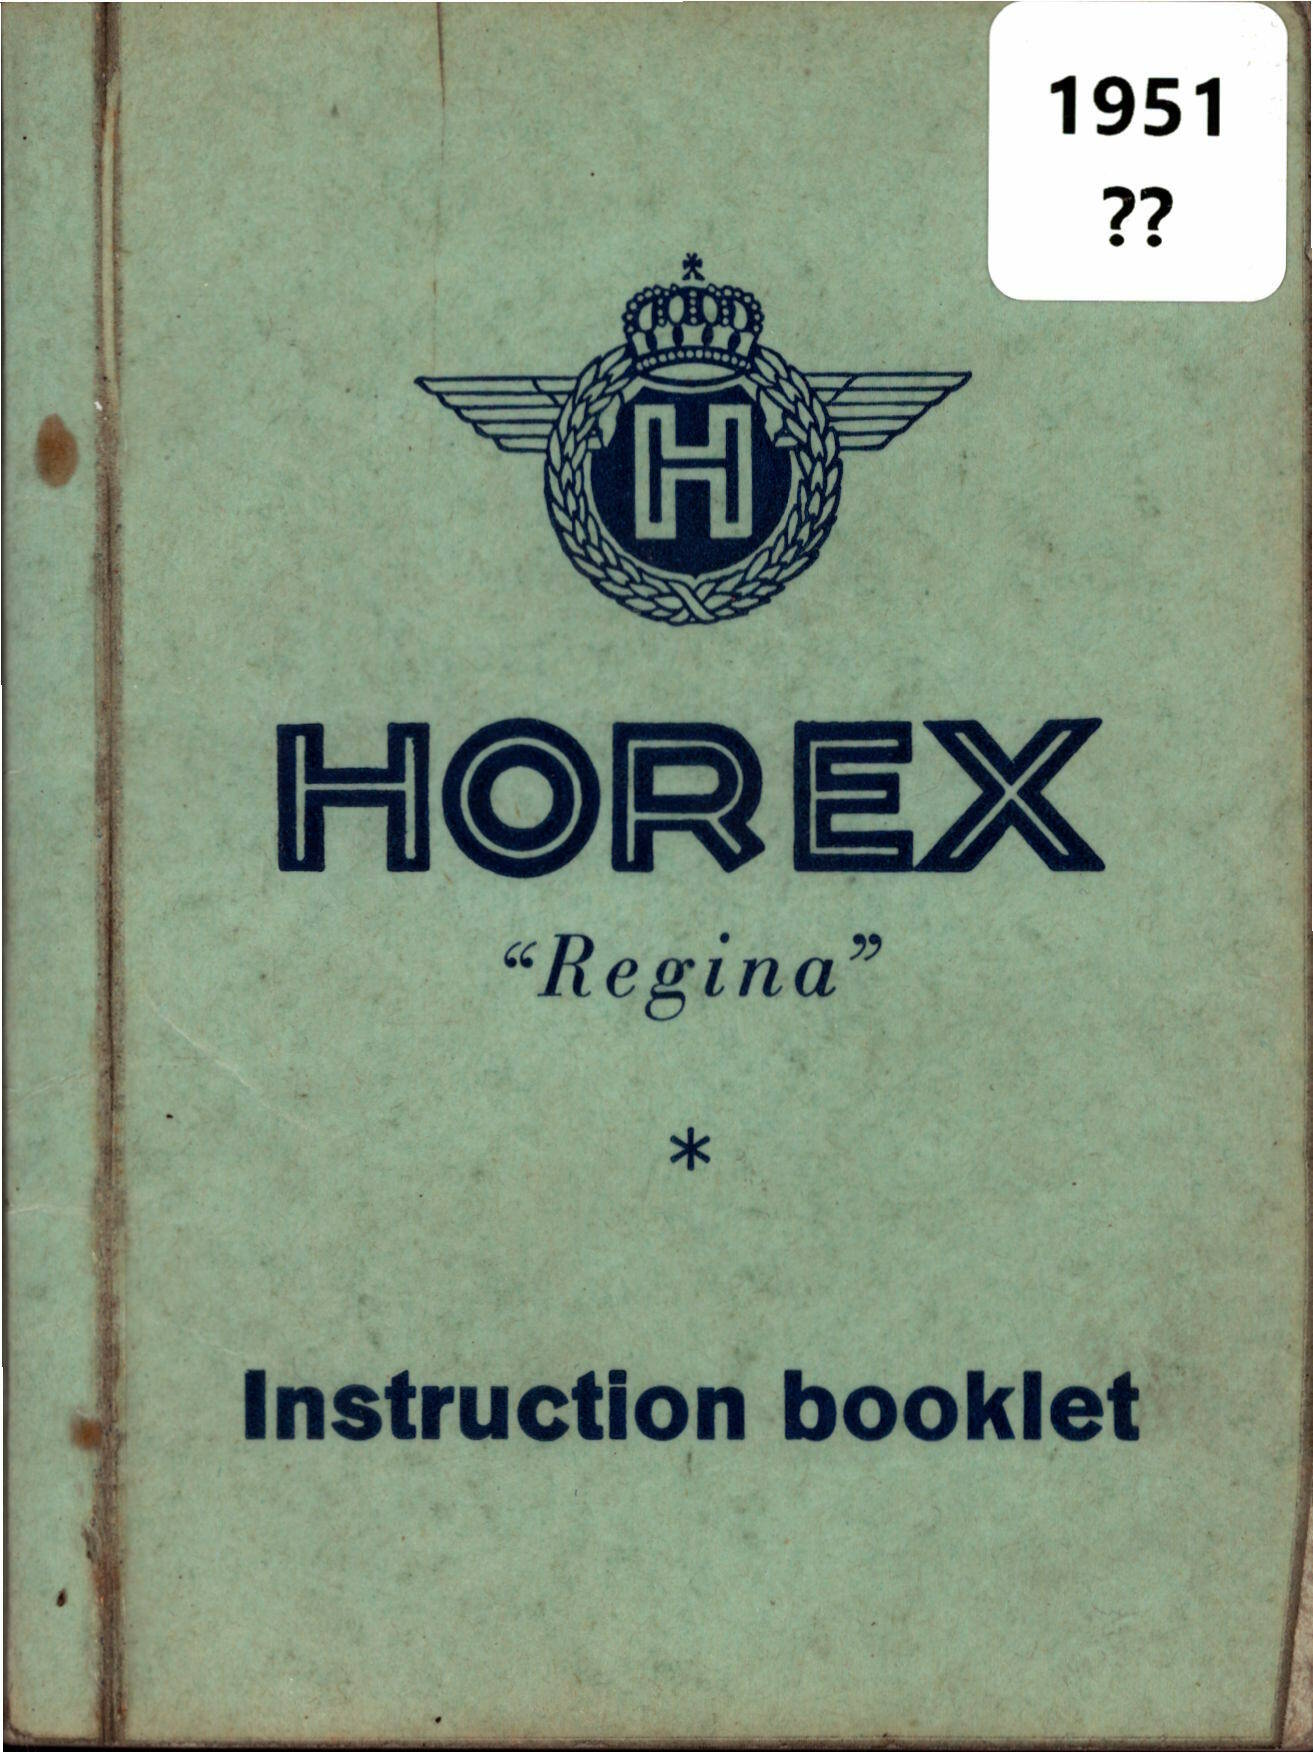 1951
??
H
HOREX
“Regina”
*
Instruction booklet